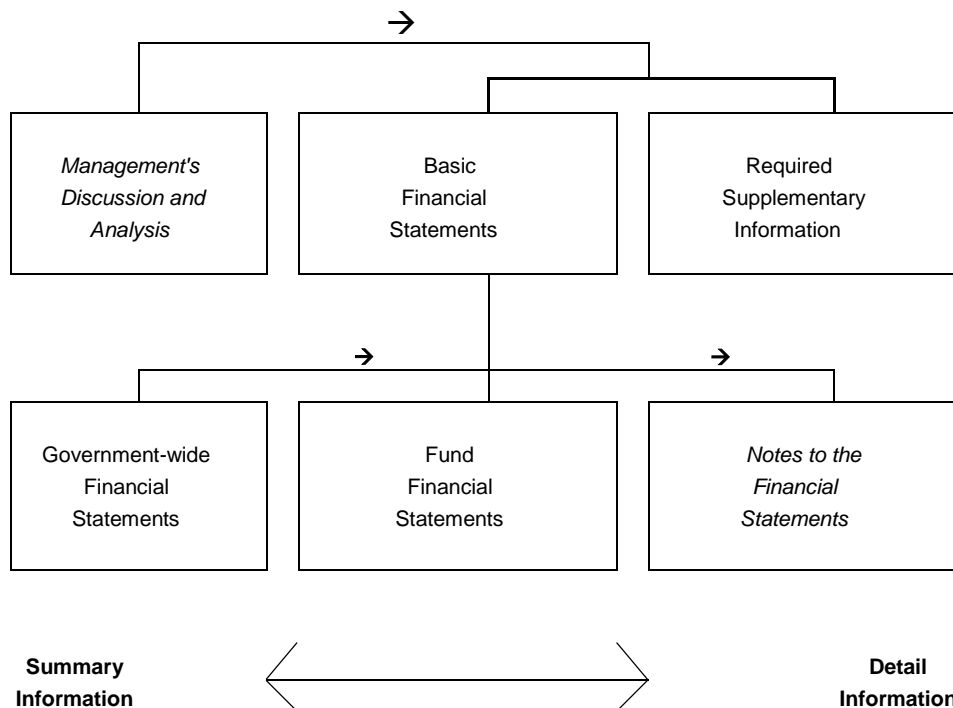 →
Management's
Discussion and
Analysis
Basic
Financial
Statements
Required
Supplementary
Information
→
→
Government-wide
Financial
Statements
Fund
Financial
Statements
Notes to the
Financial
Statements
Summary
Information
Detail
Information